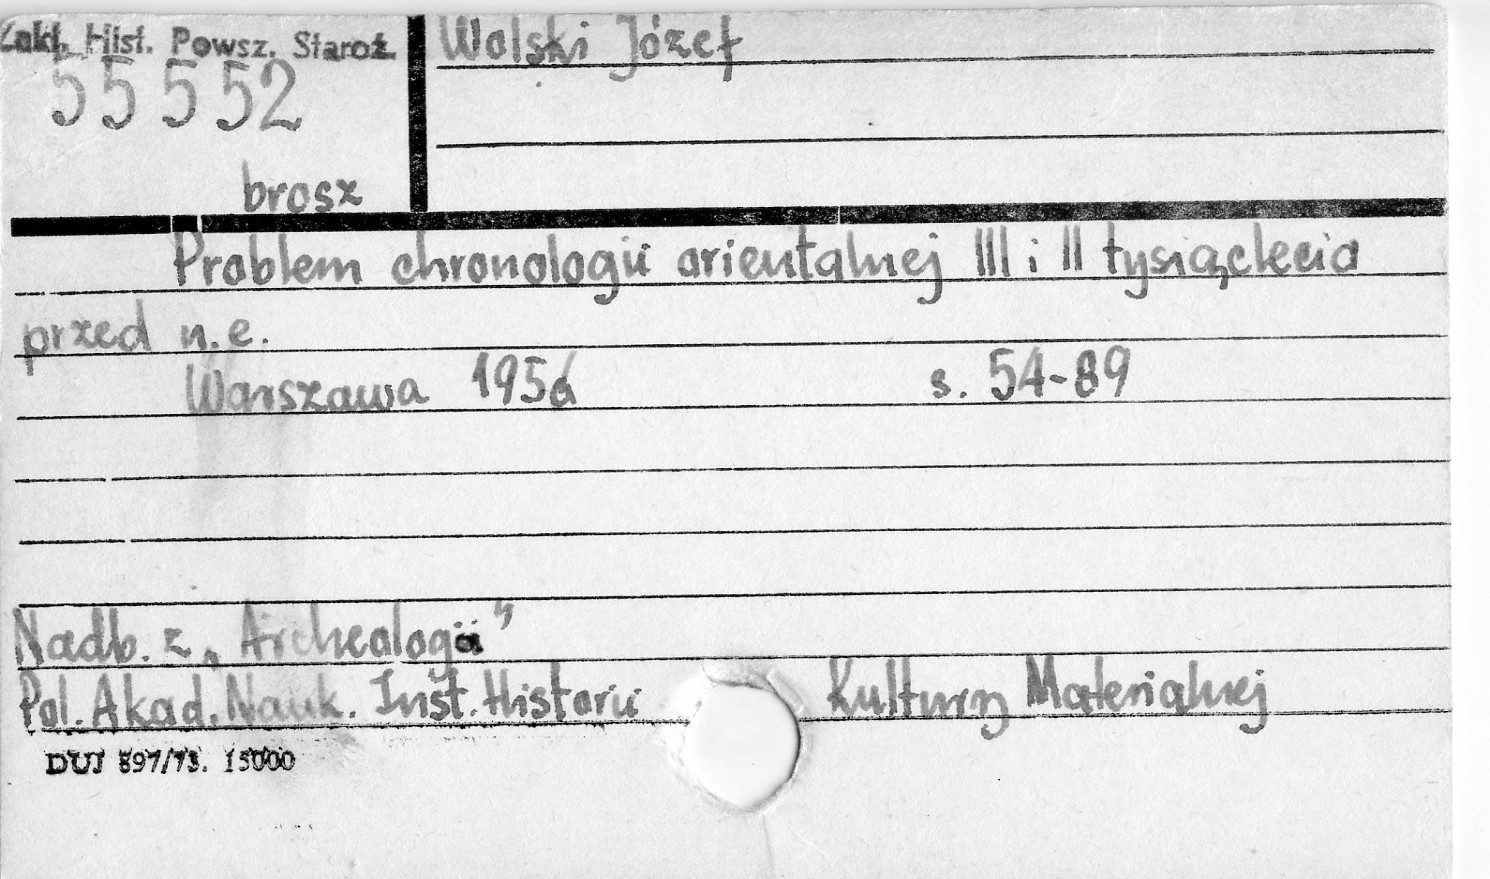 Zakł. Hist. Powsz. Staroż.
55552
brosz
Wolski Józef
Problem chronologii orientalnej III i II tysiąclecia
przed n.e.
Warszawa 1956 s. 54-89
Nadb. z „Archeologii"
Pol. Akad. Nauk. Inst. Historii Kultury Materialnej
DUJ 897/73. 15000